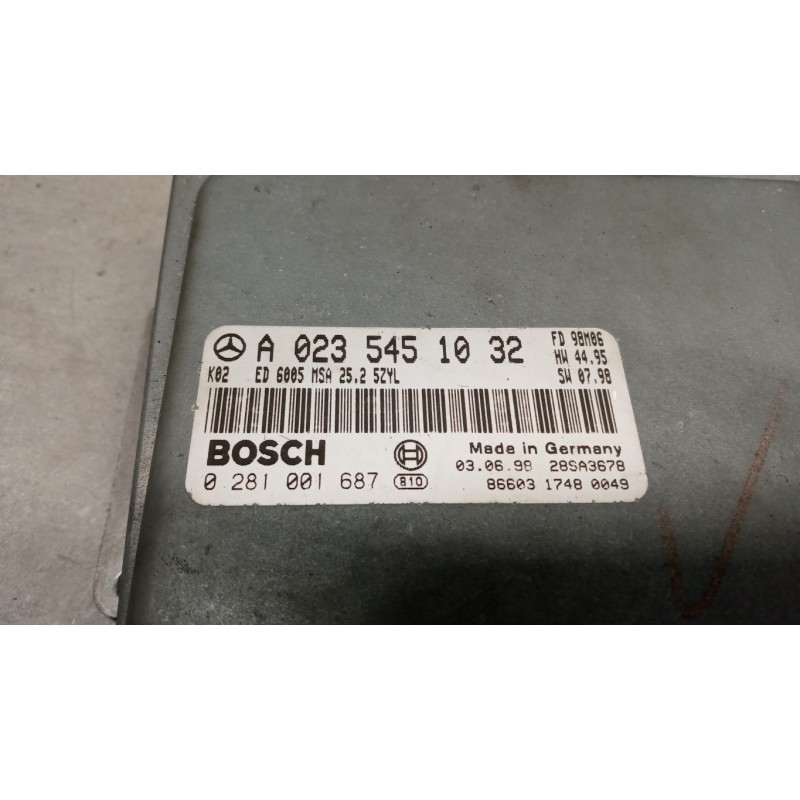 A 023 545 10 32
FD 98M06
HW 44.95
K02 ED 6005 MSA 25.2 5ZYL
SW 07.98
BOSCH
Made in Germany
03.06.98 28SA3678
0 281 001 687 810
86603 1748 0049